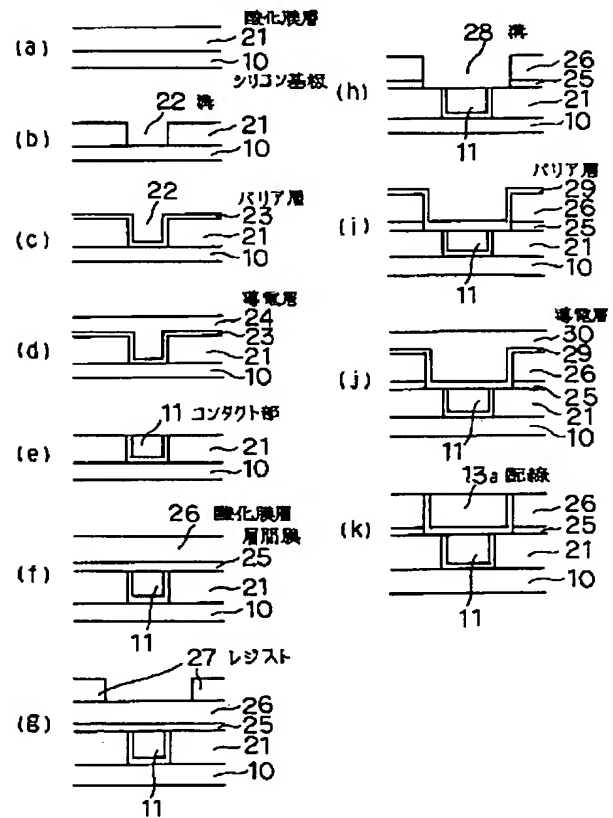 (a)
酸化膜層
21
10
シリコン基板
(b)
22 溝
21
10
(c)
22
バリア層
23
21
10
(d)
導電層
24
23
21
10
(e)
11 コンタクト部
21
10
(f)
26 酸化膜層
層間膜
25
21
10
11
(g)
27 レジスト
26
25
21
10
11
(h)
28 溝
26
25
21
10
11
(i)
バリア層
29
26
25
21
10
11
(j)
導電層
30
29
26
25
21
10
11
(k)
13a 配線
26
25
21
10
11